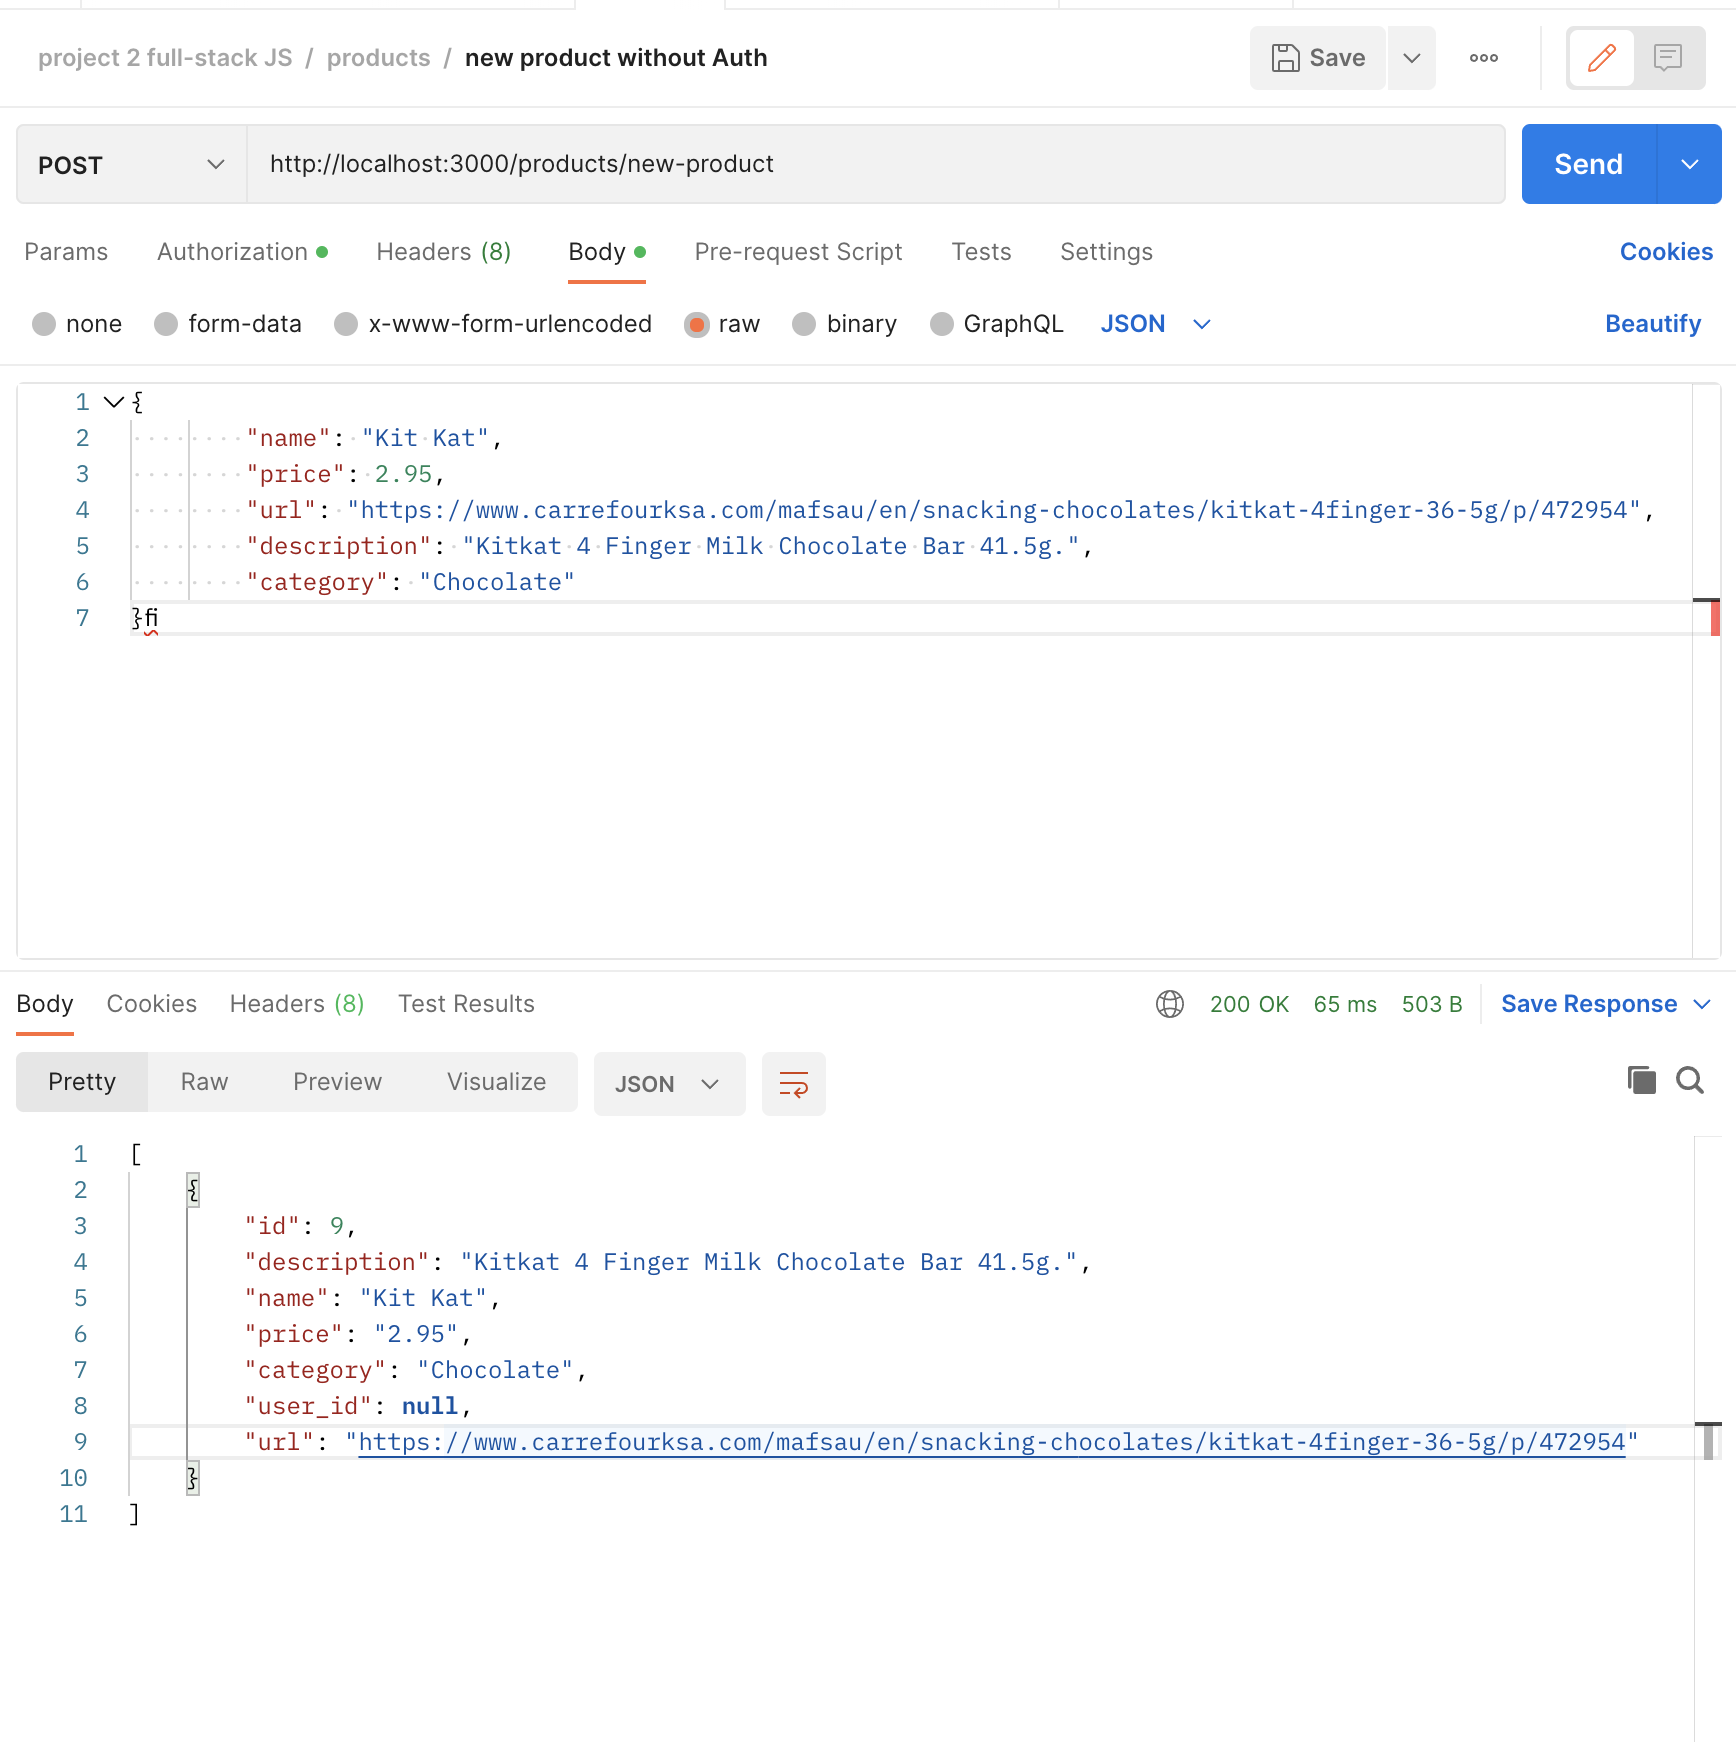 project 2 full-stack JS / products / new product without Auth
Save
POST
http://localhost:3000/products/new-product
Send
Params Authorization Headers (8) Body Pre-request Script Tests Settings Cookies
none form-data x-www-form-urlencoded raw binary GraphQL JSON Beautify
1 {
2 "name": "Kit Kat",
3 "price": 2.95,
4 "url": "https://www.carrefourksa.com/mafsau/en/snacking-chocolates/kitkat-4finger-36-5g/p/472954",
5 "description": "Kitkat 4 Finger Milk Chocolate Bar 41.5g.",
6 "category": "Chocolate"
7 }ﬁ
Body Cookies Headers (8) Test Results 200 OK 65 ms 503 B Save Response
Pretty Raw Preview Visualize JSON
1 [
2 {
3 "id": 9,
4 "description": "Kitkat 4 Finger Milk Chocolate Bar 41.5g.",
5 "name": "Kit Kat",
6 "price": "2.95",
7 "category": "Chocolate",
8 "user_id": null,
9 "url": "https://www.carrefourksa.com/mafsau/en/snacking-chocolates/kitkat-4finger-36-5g/p/472954"
10 }
11 ]